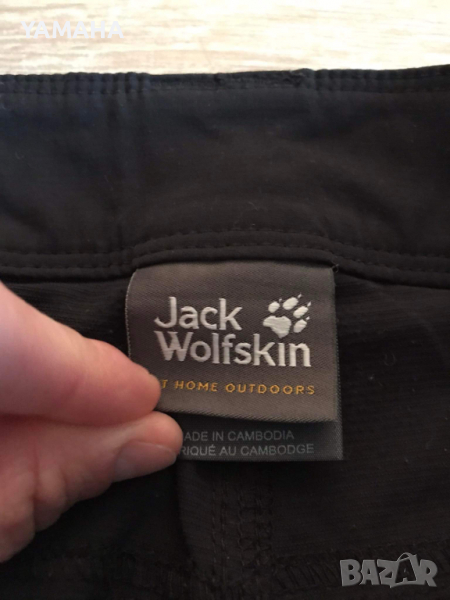 YAMAHA
Jack
Wolfskin
T HOME OUTDOORS
ADE IN CAMBODIA
RIQUÉ AU CAMBODGE
BAZAR